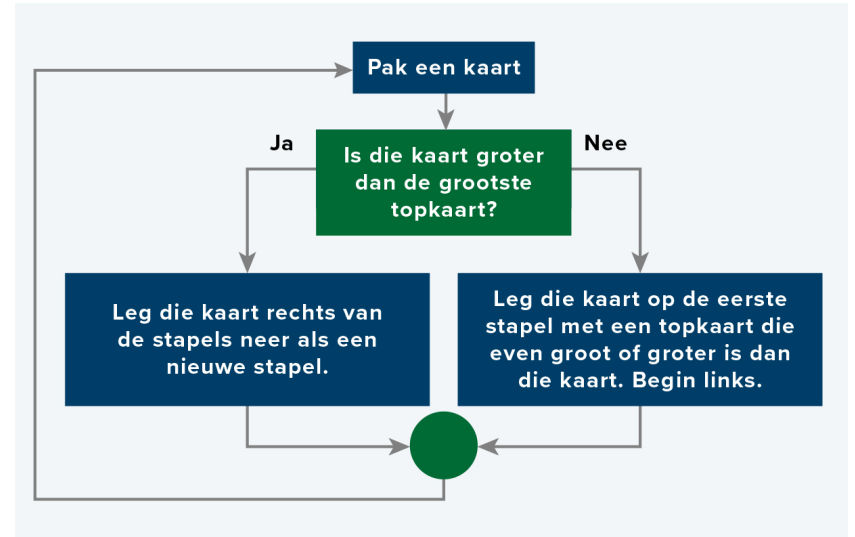 Pak een kaart
Ja
Nee
Is die kaart groter
dan de grootste
topkaart?
Leg die kaart rechts van
de stapels neer als een
nieuwe stapel.
Leg die kaart op de eerste
stapel met een topkaart die
even groot of groter is dan
die kaart. Begin links.